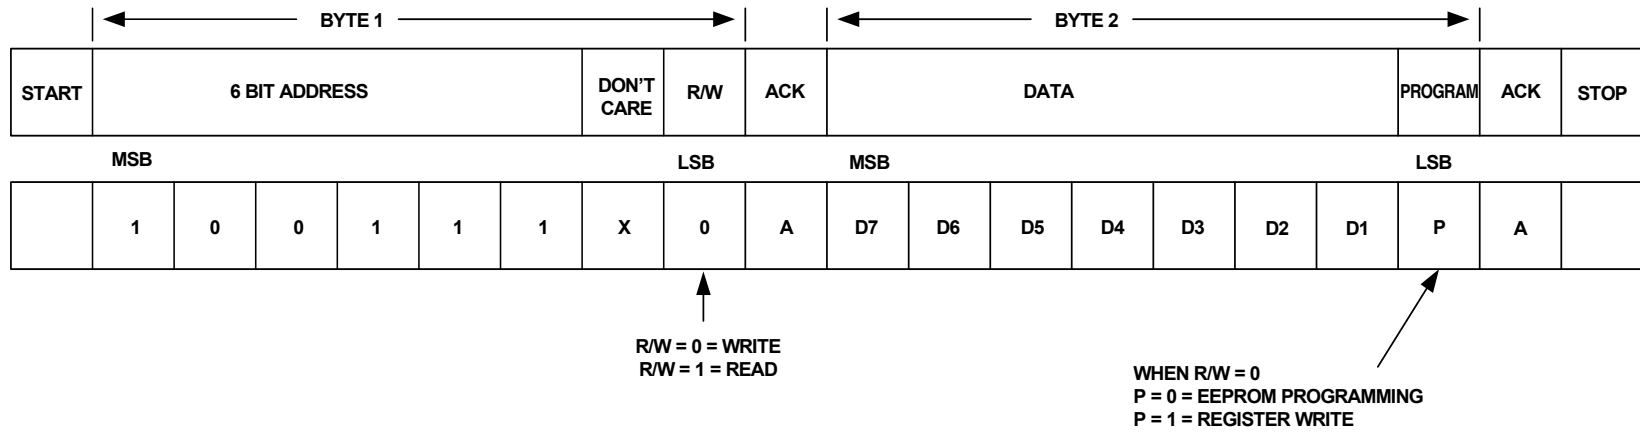 BYTE 1 BYTE 2
START 6 BIT ADDRESS DON'T CARE R/W ACK DATA PROGRAM ACK STOP
MSB LSB MSB LSB
1 0 0 1 1 1 X 0 A D7 D6 D5 D4 D3 D2 D1 P A
R/W = 0 = WRITE
R/W = 1 = READ
WHEN R/W = 0
P = 0 = EEPROM PROGRAMMING
P = 1 = REGISTER WRITE